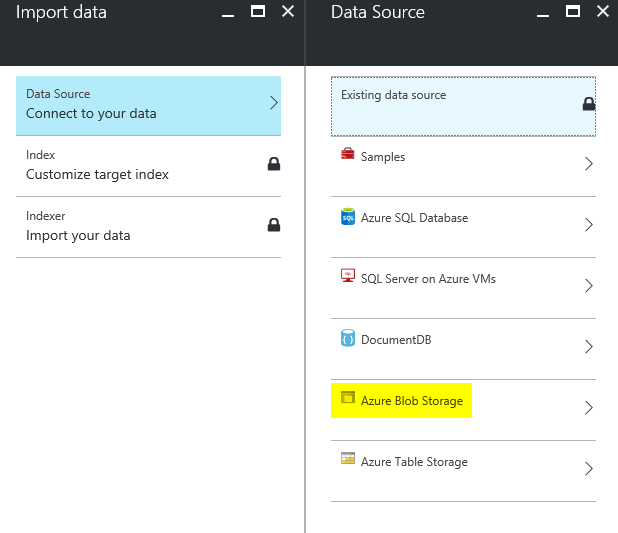 Import data
Data Source
Connect to your data
Index
Customize target index
Indexer
Import your data
Data Source
Existing data source
Samples
SQL
Azure SQL Database
SQL Server on Azure VMs
DocumentDB
Azure Blob Storage
Azure Table Storage